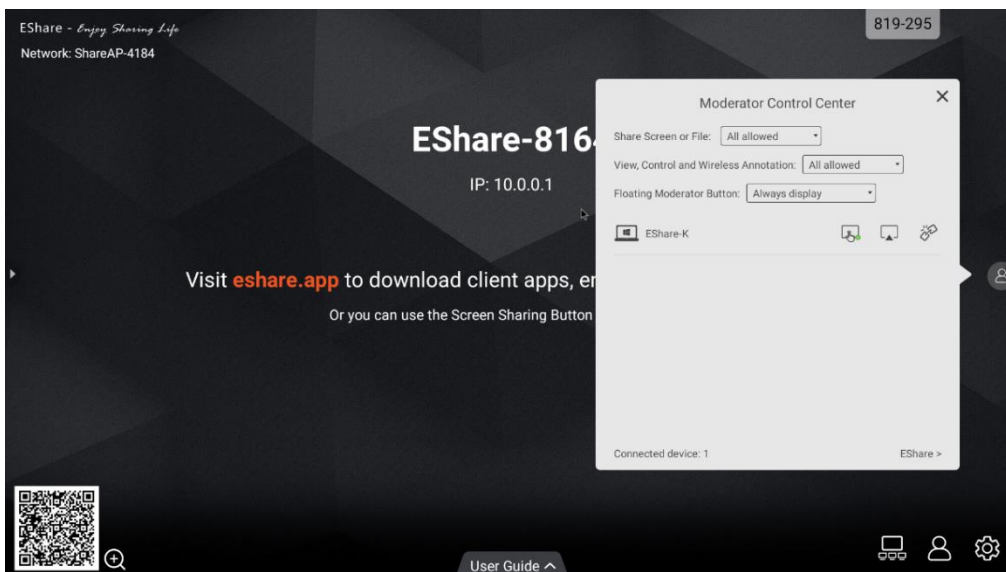 EShare - Enjoy Sharing Life
819-295
Network: ShareAP-4184
Moderator Control Center
Share Screen or File: All allowed
View, Control and Wireless Annotation: All allowed
Floating Moderator Button: Always display
EShare-K
Connected device: 1
EShare >
EShare-816
IP: 10.0.0.1
Visit eshare.app to download client apps,
Or you can use the Screen Sharing Button
User Guide